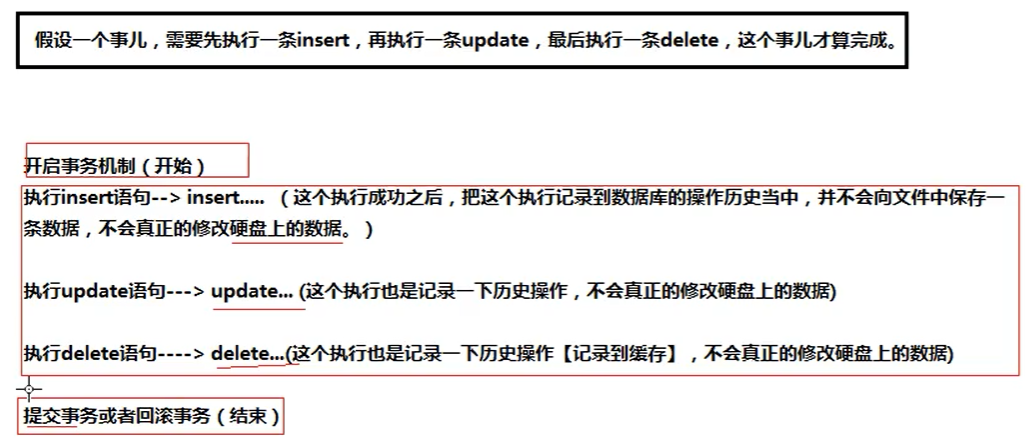 假设一个事儿，需要先执行一条insert，再执行一条update，最后执行一条delete，这个事儿才算完成。
开启事务机制（开始）
执行insert语句--> insert..... （这个执行成功之后，把这个执行记录到数据库的操作历史当中，并不会向文件中保存一
条数据，不会真正的修改硬盘上的数据。）
执行update语句---> update... (这个执行也是记录一下历史操作，不会真正的修改硬盘上的数据)
执行delete语句----> delete...(这个执行也是记录一下历史操作【记录到缓存】，不会真正的修改硬盘上的数据)
提交事务或者回滚事务（结束）